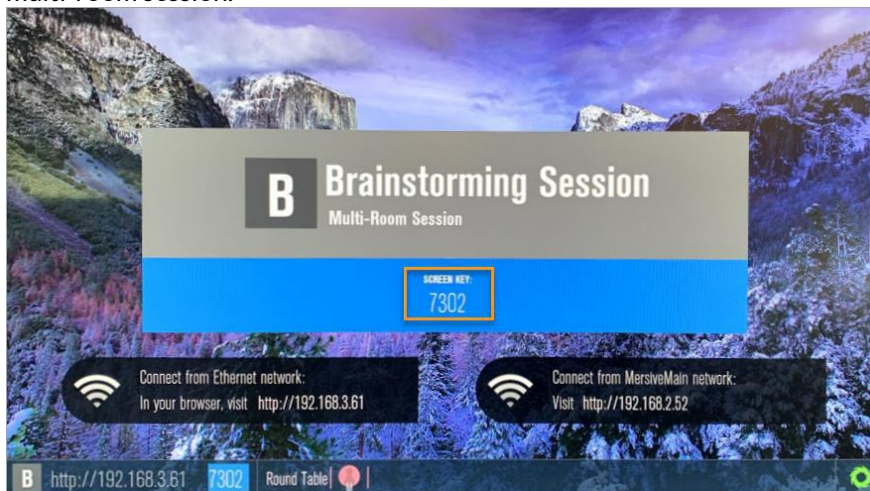 B
Brainstorming Session
Multi-Room Session
SCREEN KEY:
7302
Connect from Ethernet network:
In your browser, visit http://192.168.3.61
Connect from MersiveMain network:
Visit http://192.168.2.52
B http://192.168.3.61 7302 Round Table